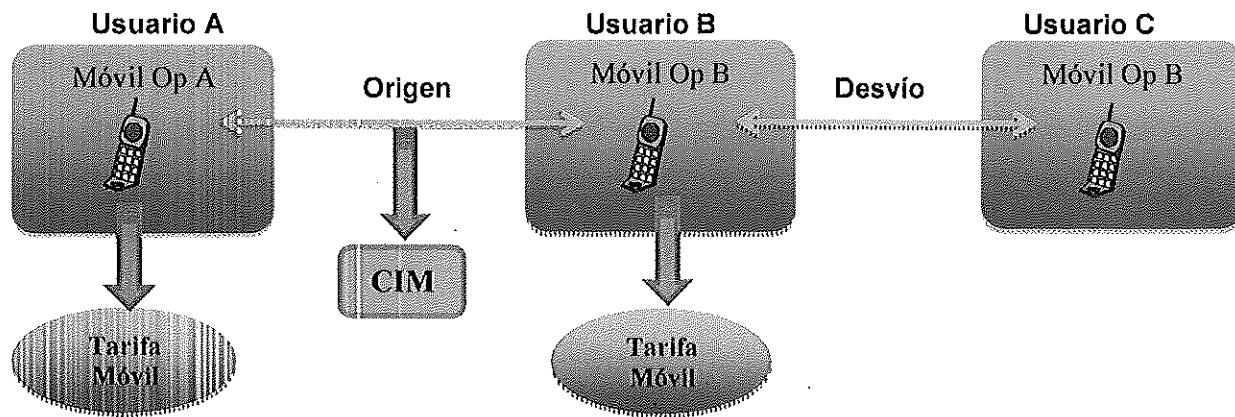 Usuario A
Usuario B
Usuario C
Móvil Op A
Origen
Móvil Op B
Desvío
Móvil Op B
CIM
Tarifa
Móvil
Tarifa
Móvil